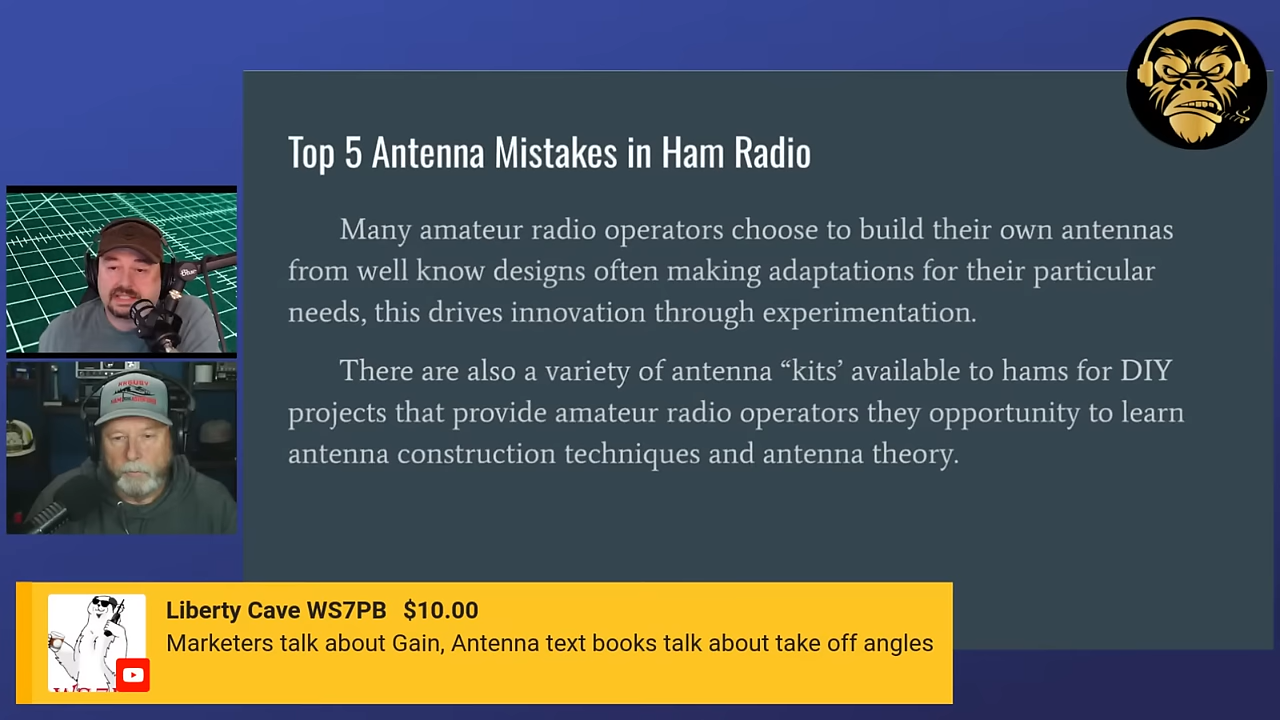 Top 5 Antenna Mistakes in Ham Radio
Many amateur radio operators choose to build their own antennas
from well know designs often making adaptations for their particular
needs, this drives innovation through experimentation.
There are also a variety of antenna “kits’ available to hams for DIY
projects that provide amateur radio operators they opportunity to learn
antenna construction techniques and antenna theory.
Liberty Cave WS7PB $10.00
Marketers talk about Gain, Antenna text books talk about take off angles